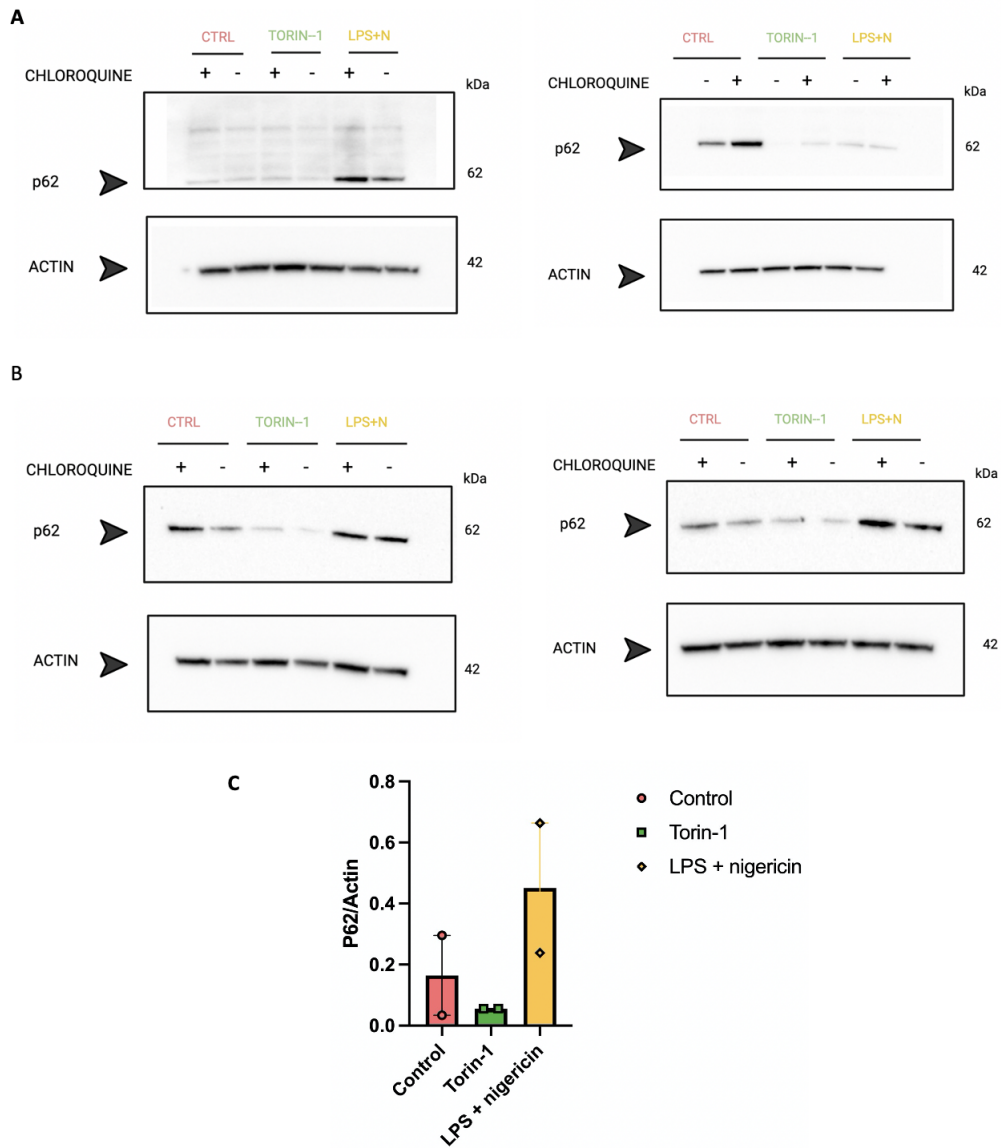 A
CTRL TORIN–1 LPS+N
CHLOROQUINE + - + - + -
kDa
p62
62
ACTIN
42
CTRL TORIN–1 LPS+N
CHLOROQUINE - + - + - +
kDa
p62
62
ACTIN
42
B
CTRL TORIN–1 LPS+N
CHLOROQUINE + - + - + -
kDa
p62
62
ACTIN
42
CTRL TORIN–1 LPS+N
CHLOROQUINE + - + - + -
kDa
p62
62
ACTIN
42
C
P62/Actin
0.8
0.6
0.4
0.2
0.0
Control
Torin-1
LPS + nigericin
Control
Torin-1
LPS + nigericin